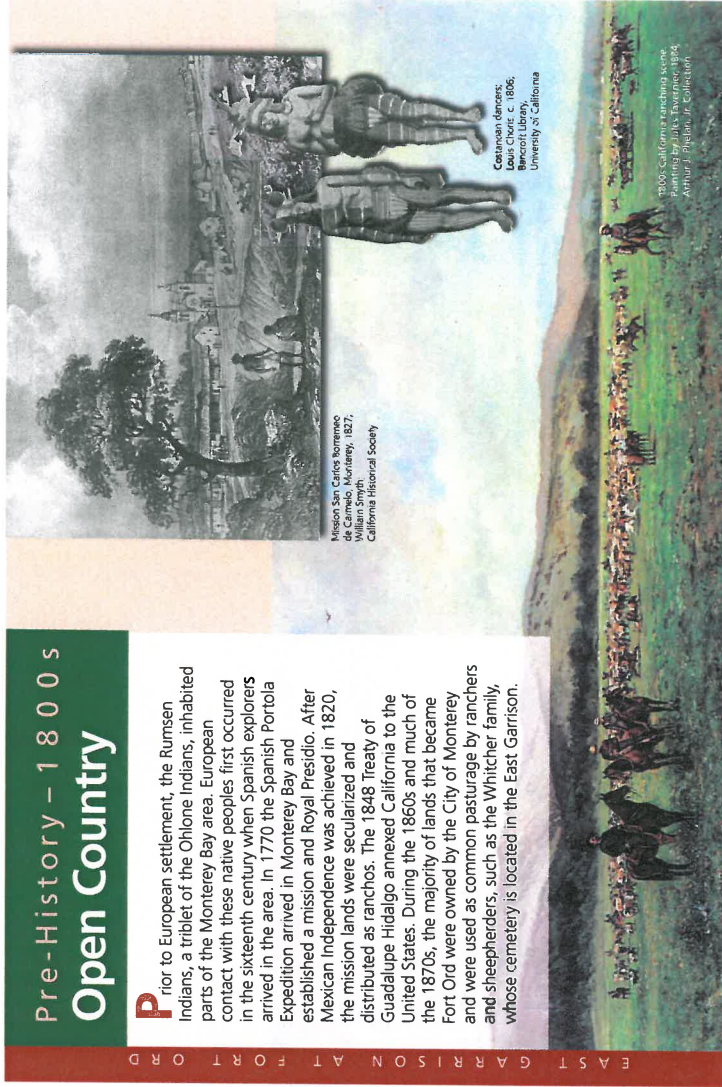 Pre-History – 1800s
Open Country
Prior to European settlement, the Rumsen
Indians, a triblet of the Ohlone Indians, inhabited
parts of the Monterey Bay area. European
contact with these native peoples first occurred
in the sixteenth century when Spanish explorers
arrived in the area. In 1770 the Spanish Portola
Expedition arrived in Monterey Bay and
established a mission and Royal Presidio. After
Mexican Independence was achieved in 1820,
the mission lands were secularized and
distributed as ranchos. The 1848 Treaty of
Guadalupe Hidalgo annexed California to the
United States. During the 1860s and much of
the 1870s, the majority of lands that became
Fort Ord were owned by the City of Monterey
and were used as common pasturage by ranchers
and sheepherders, such as the Whitcher family,
whose cemetery is located in the East Garrison.
Mission San Carlos Borremeo
de Carmelo, Monterey, 1827;
William Smyth,
California Historical Society
Costanoan dancers;
Louis Choris, c. 1806;
Bancroft Library,
University of California
1800s California ranching scene
Painting by Jules Tavernier, 1884,
Arthur J. Phelan, Jr. Collection
EAST GARRISON AT FORT ORD